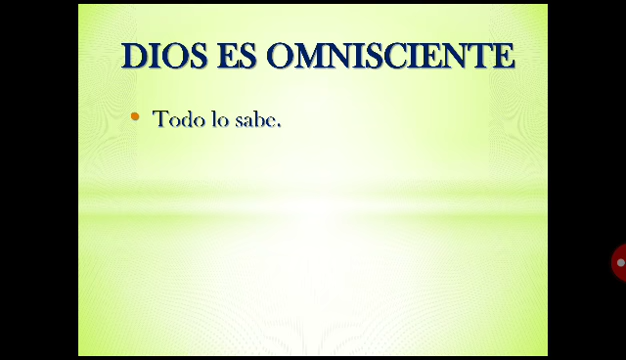 DIOS ES OMNISCIENTE
• Todo lo sabe.